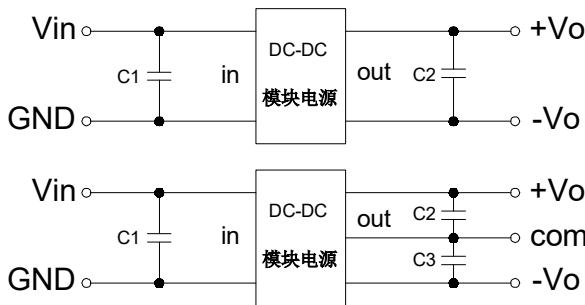 Vin
DC-DC
+Vo
C1
in
out
C2
模块电源
GND
-Vo
Vin
DC-DC
+Vo
C1
in
out
C2
com
模块电源
C3
GND
-Vo